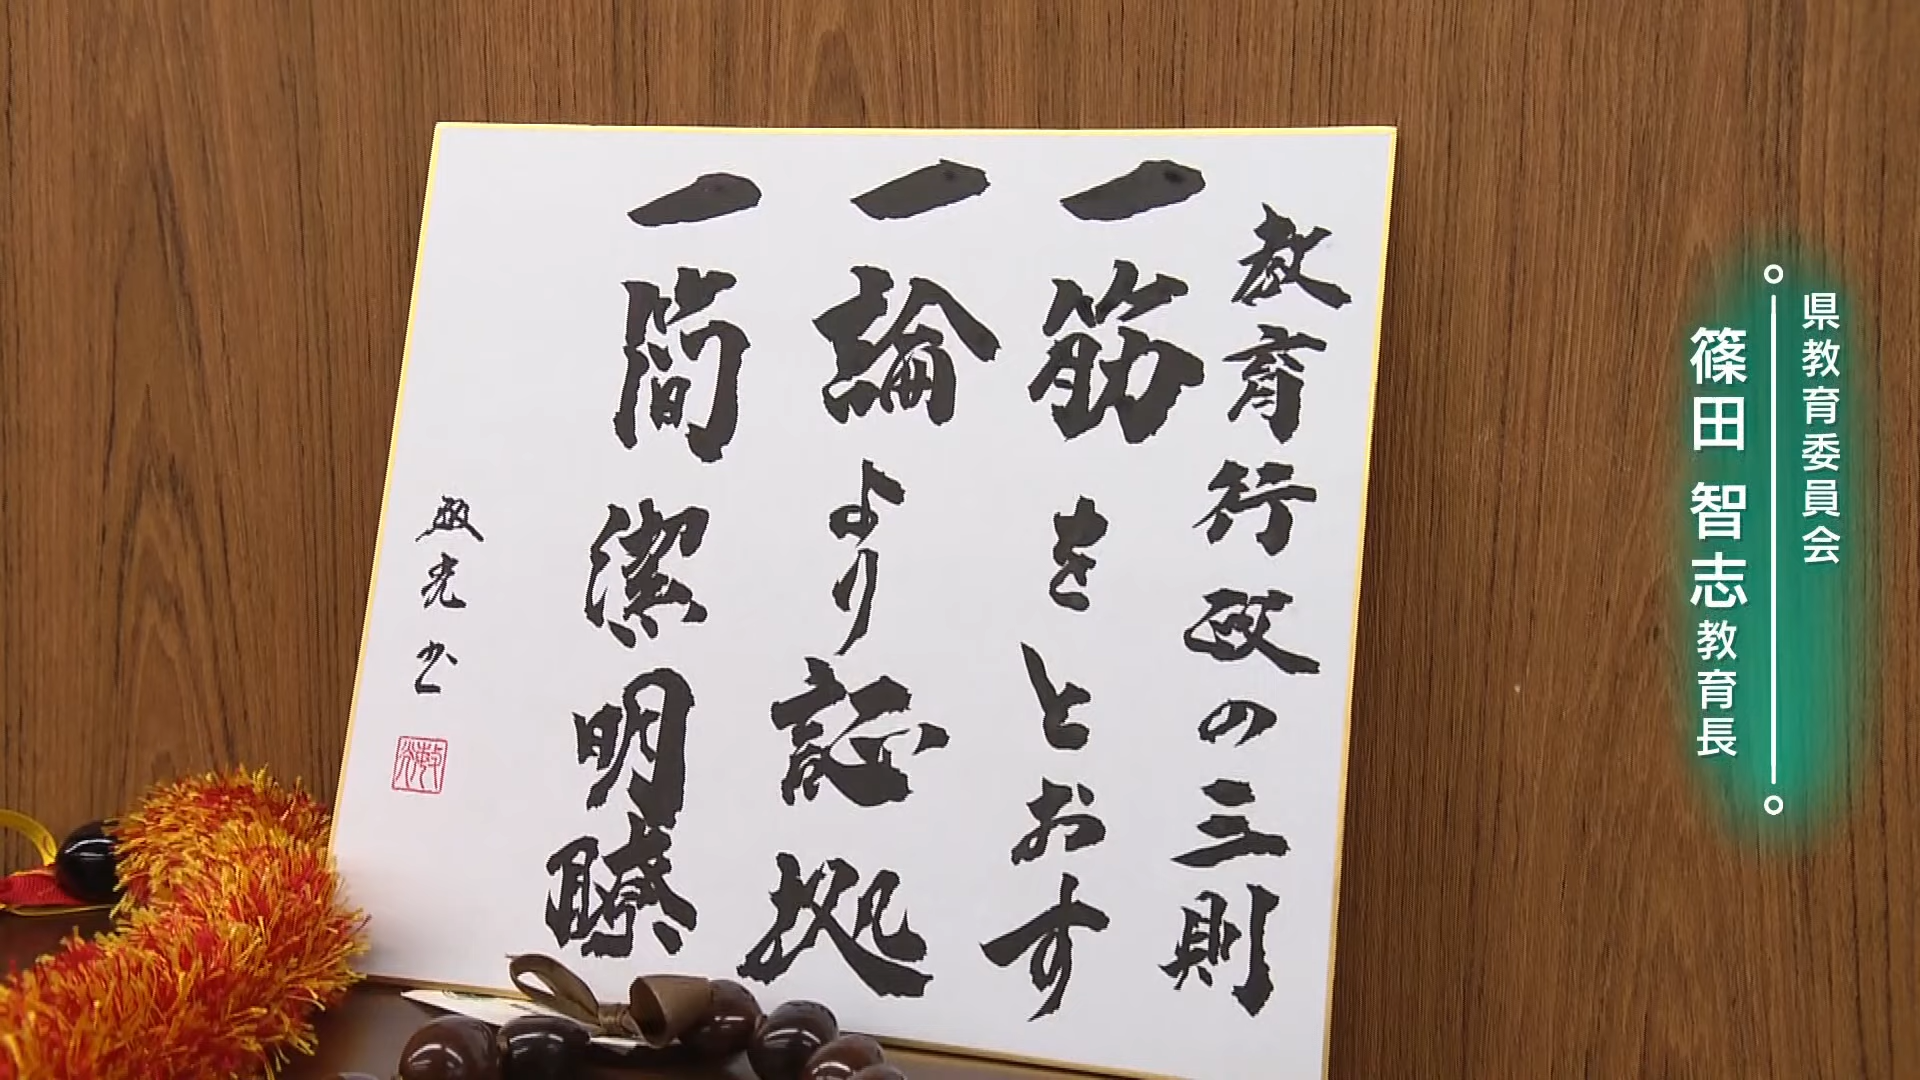 教育行政の三則
一筋をとおす
一論より証拠
一簡潔明瞭
敬光書
県教育委員会
篠田 智志教育長